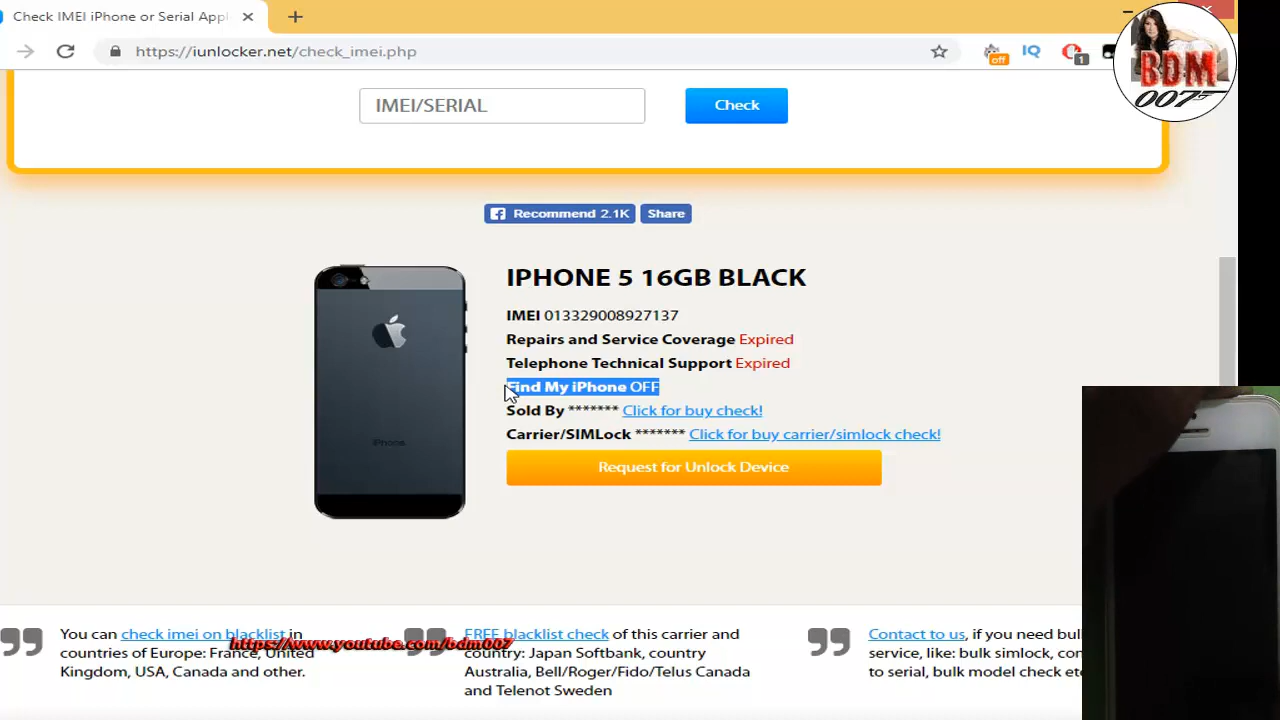 Check IMEI iPhone or Serial Appl
https://iunlocker.net/check_imei.php
off
IQ
1
BDM
007
IMEI/SERIAL
Check
Recommend 2.1K
Share
IPHONE 5 16GB BLACK
IMEI 013329008927137
Repairs and Service Coverage Expired
Telephone Technical Support Expired
Find My iPhone OFF
Sold By ******* Click for buy check!
Carrier/SIMLock ******* Click for buy carrier/simlock check!
iPhone
Request for Unlock Device
You can check imei on blacklist in
countries of Europe: France, United
Kingdom, USA, Canada and other.
https://www.youtube.com/bdm007
FREE blacklist check of this carrier and
country: Japan Softbank, country
Australia, Bell/Roger/Fido/Telus Canada
and Telenot Sweden
Contact to us, if you need bul
service, like: bulk simlock, con
to serial, bulk model check etc